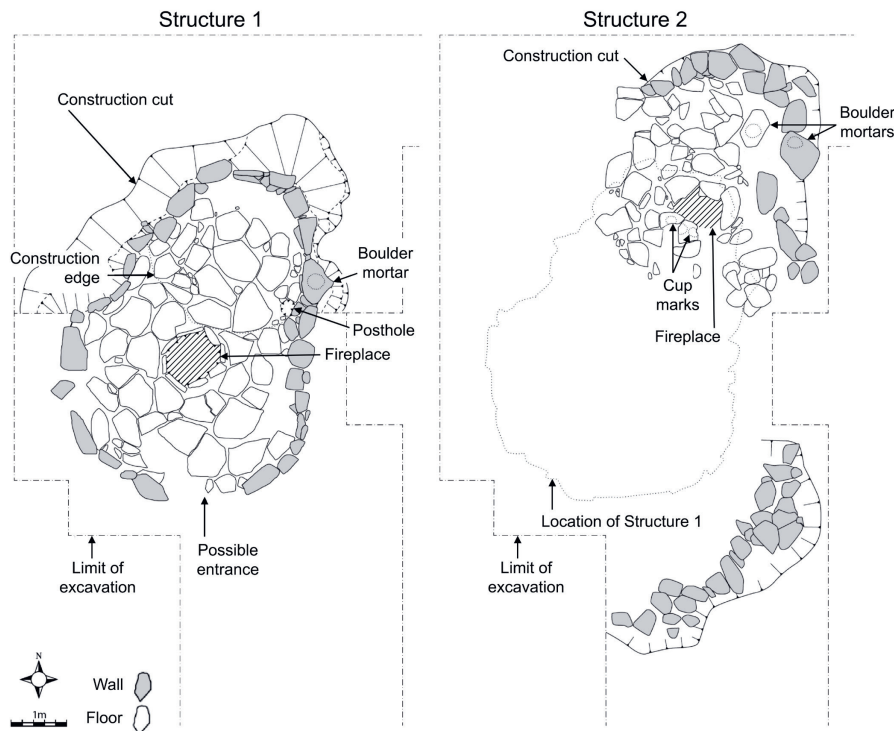 Structure 1
Construction cut
Construction
edge
Boulder
mortar
Posthole
Fireplace
Possible
entrance
Limit of
excavation
N
1m
Wall
Floor
Structure 2
Construction cut
Boulder
mortars
Cup
marks
Fireplace
Location of Structure 1
Limit of
excavation